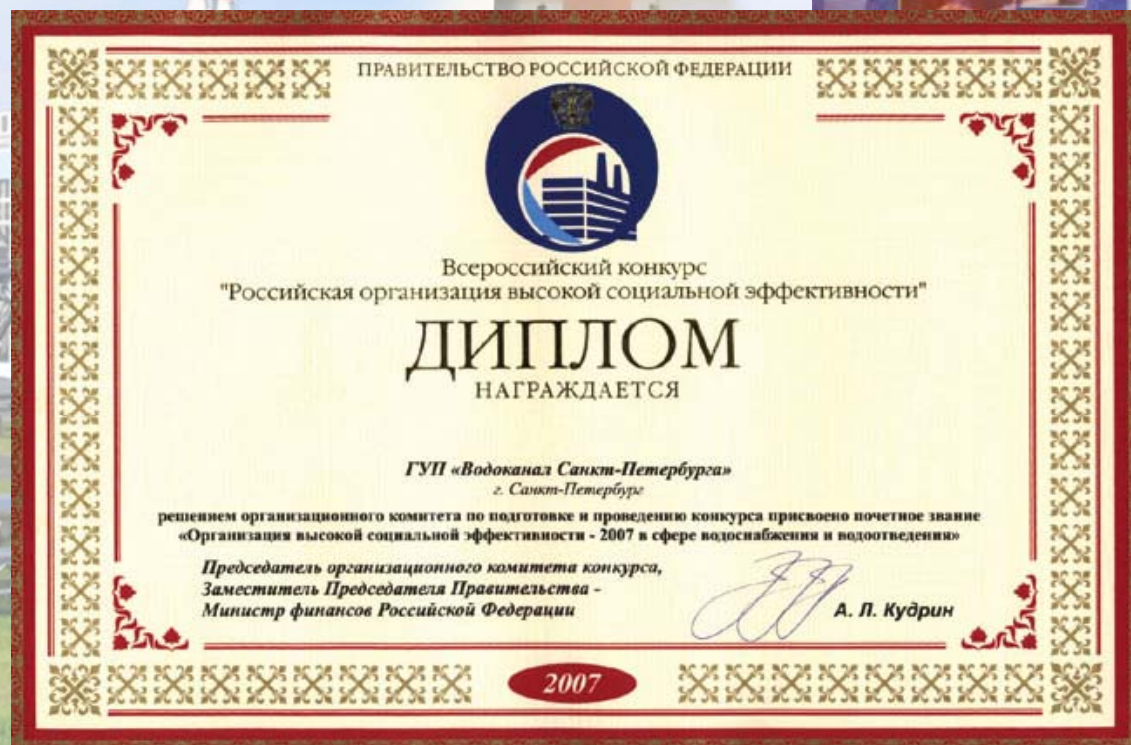 ПРАВИТЕЛЬСТВО РОССИЙСКОЙ ФЕДЕРАЦИИ
Всероссийский конкурс
"Российская организация высокой социальной эффективности"
ДИПЛОМ
НАГРАЖДАЕТСЯ
ГУП «Водоканал Санкт-Петербурга»
г. Санкт-Петербург
решением организационного комитета по подготовке и проведению конкурса присвоено почетное звание
«Организация высокой социальной эффективности - 2007 в сфере водоснабжения и водоотведения»
Председатель организационного комитета конкурса,
Заместитель Председателя Правительства -
Министр финансов Российской Федерации
А. Л. Кудрин
2007